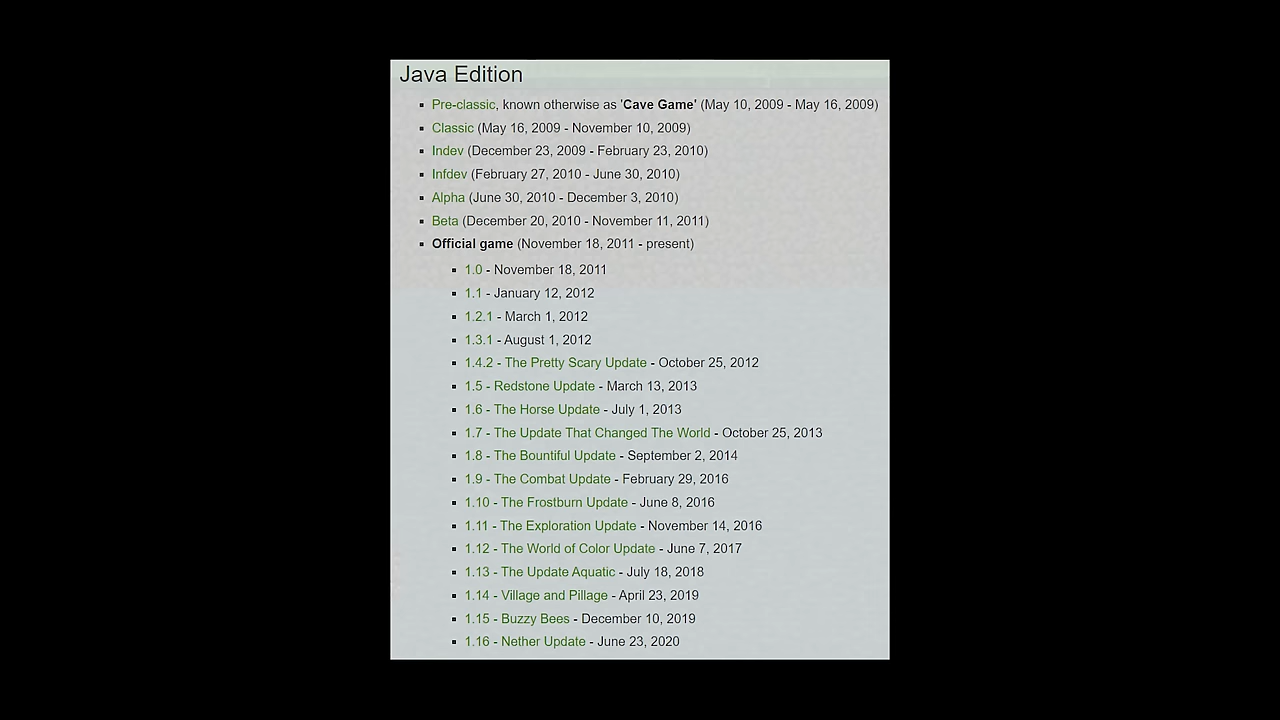 Java Edition
Pre-classic, known otherwise as 'Cave Game' (May 10, 2009 - May 16, 2009)
Classic (May 16, 2009 - November 10, 2009)
Indev (December 23, 2009 - February 23, 2010)
Infdev (February 27, 2010 - June 30, 2010)
Alpha (June 30, 2010 - December 3, 2010)
Beta (December 20, 2010 - November 11, 2011)
Official game (November 18, 2011 - present)
1.0 - November 18, 2011
1.1 - January 12, 2012
1.2.1 - March 1, 2012
1.3.1 - August 1, 2012
1.4.2 - The Pretty Scary Update - October 25, 2012
1.5 - Redstone Update - March 13, 2013
1.6 - The Horse Update - July 1, 2013
1.7 - The Update That Changed The World - October 25, 2013
1.8 - The Bountiful Update - September 2, 2014
1.9 - The Combat Update - February 29, 2016
1.10 - The Frostburn Update - June 8, 2016
1.11 - The Exploration Update - November 14, 2016
1.12 - The World of Color Update - June 7, 2017
1.13 - The Update Aquatic - July 18, 2018
1.14 - Village and Pillage - April 23, 2019
1.15 - Buzzy Bees - December 10, 2019
1.16 - Nether Update - June 23, 2020